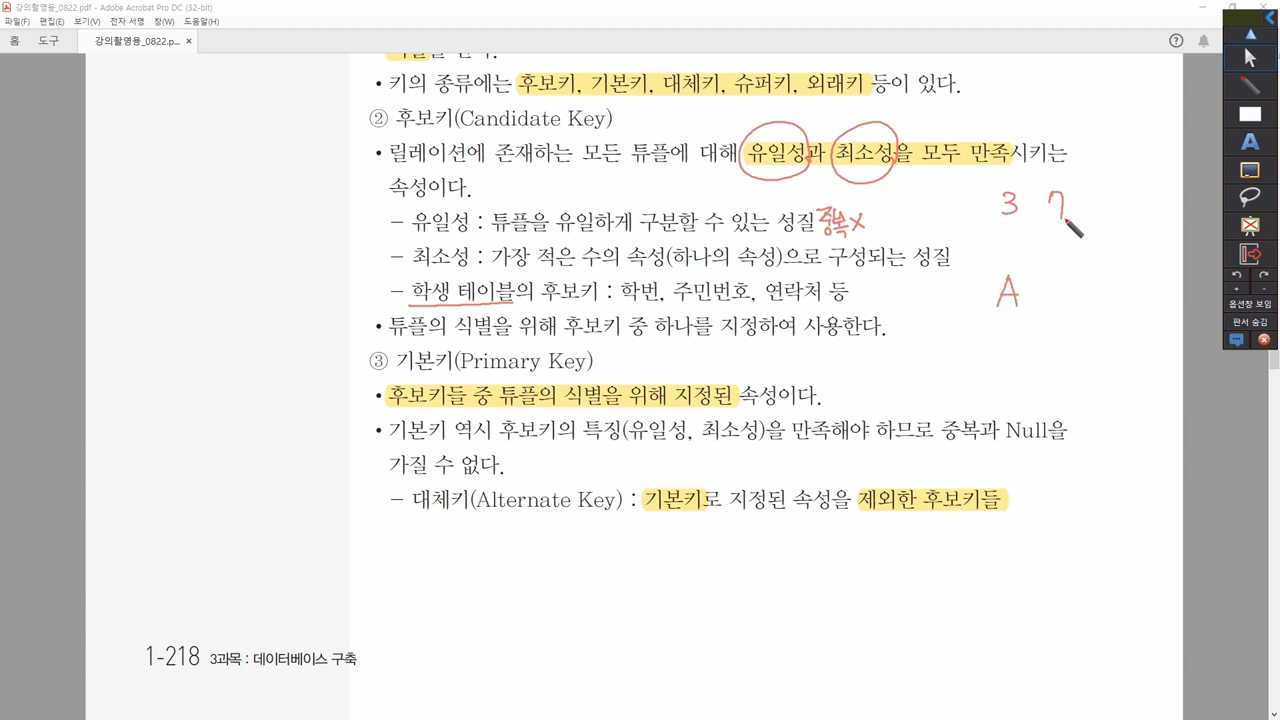 강의촬영용_0822.pdf - Adobe Acrobat Pro DC (32-bit)
파일(F) 편집(E) 보기(V) 전자 서명 창(W) 도움말(H)
홈 도구 강의촬영용_0822.p... ×
• 키의 종류에는 후보키, 기본키, 대체키, 슈퍼키, 외래키 등이 있다.
② 후보키(Candidate Key)
• 릴레이션에 존재하는 모든 튜플에 대해 유일성과 최소성을 모두 만족시키는
속성이다.
- 유일성 : 튜플을 유일하게 구분할 수 있는 성질 중복X
3 7
- 최소성 : 가장 적은 수의 속성(하나의 속성)으로 구성되는 성질
- 학생 테이블의 후보키 : 학번, 주민번호, 연락처 등
A
• 튜플의 식별을 위해 후보키 중 하나를 지정하여 사용한다.
③ 기본키(Primary Key)
• 후보키들 중 튜플의 식별을 위해 지정된 속성이다.
• 기본키 역시 후보키의 특징(유일성, 최소성)을 만족해야 하므로 중복과 Null을
가질 수 없다.
- 대체키(Alternate Key) : 기본키로 지정된 속성을 제외한 후보키들
1-218 3과목 : 데이터베이스 구축
A
옵션창 보임
판서 숨김